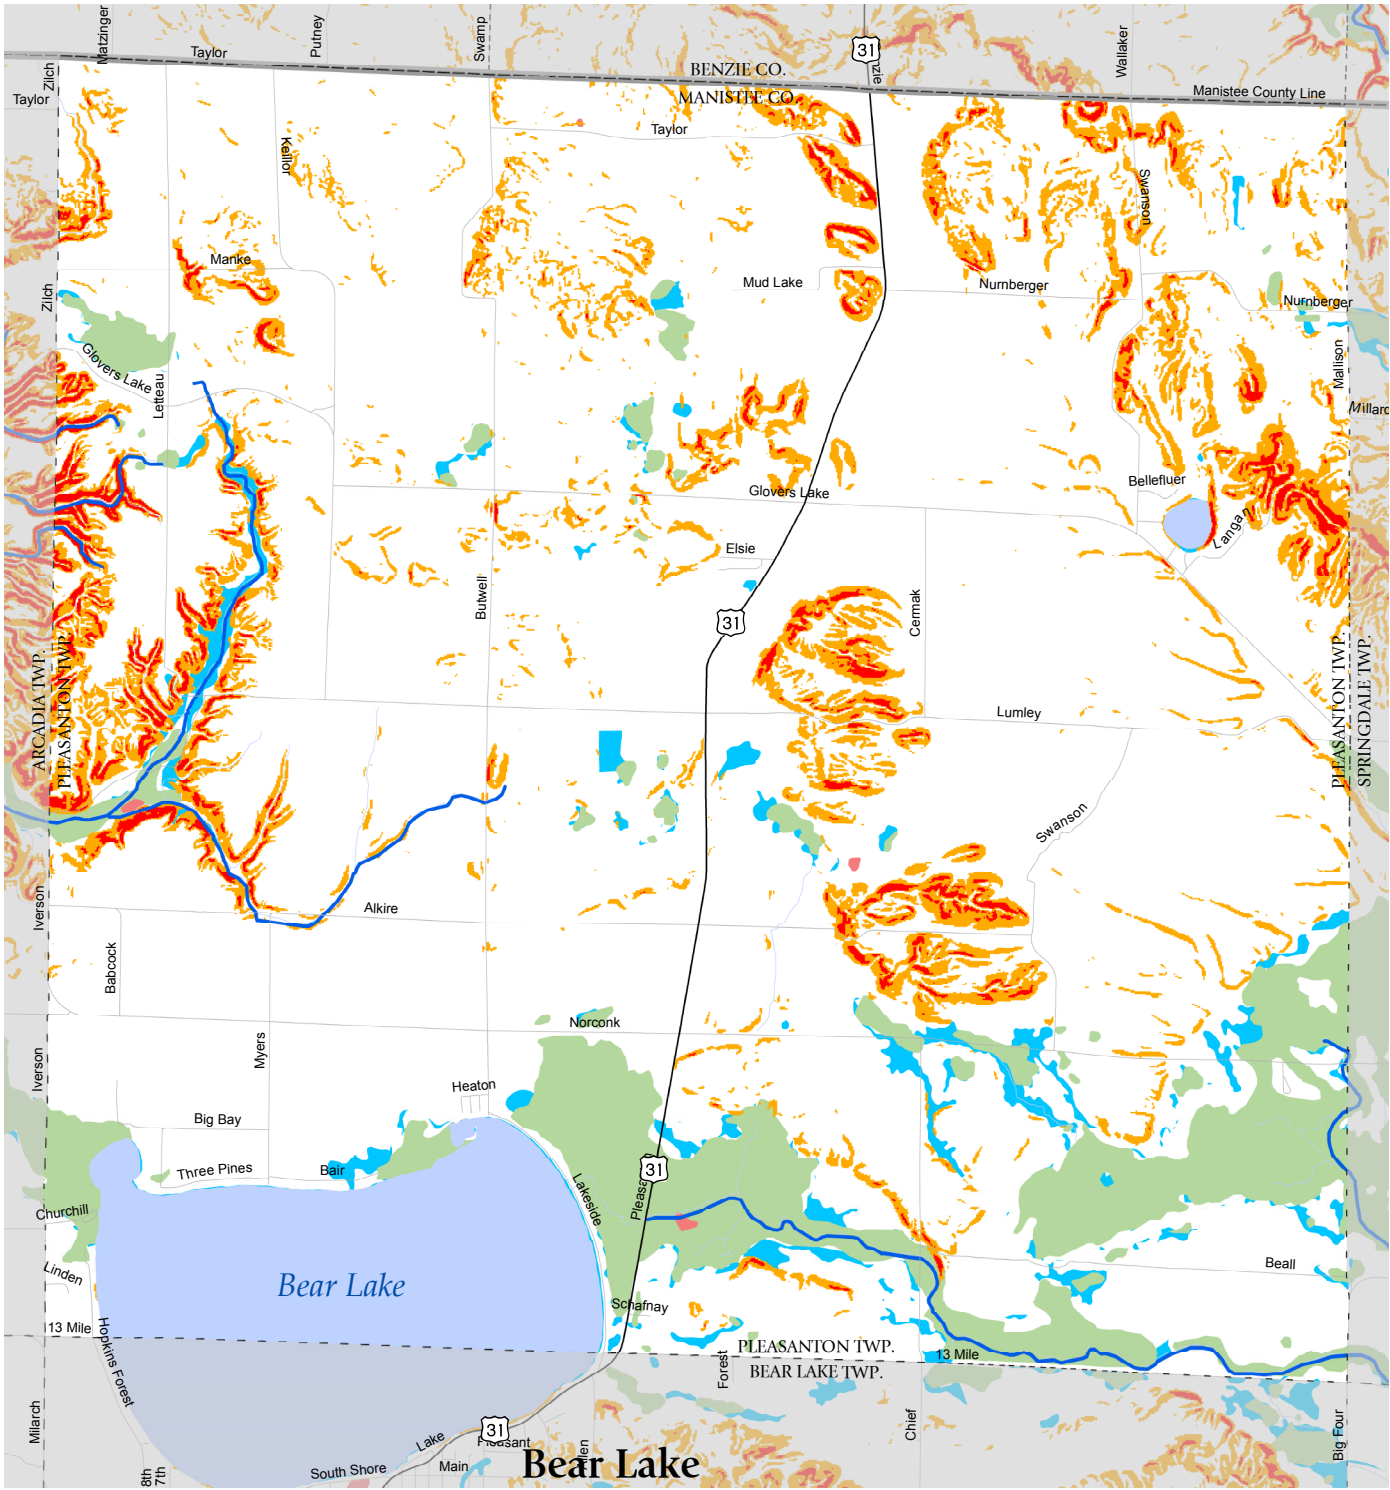 Matzinger
Putney
Swamp
31
Benzie
Wallaker
Taylor
Zilch
BENZIE CO.
MANISTEE CO.
Manistee County Line
Taylor
Taylor
Keillor
Swanson
Manke
Mud Lake
Nurnberger
Nurnberger
Zilch
Glovers Lake
Letteau
Mallison
Millard
Bellefluer
Glovers Lake
Langan
Elsie
Butwell
31
Cermak
ARCADIA TWP.
PLEASANTON TWP.
PLEASANTON TWP.
SPRINGDALE TWP.
Lumley
Swanson
Iverson
Alkire
Babcock
Norconk
Myers
Iverson
Heaton
Big Bay
Three Pines
Bair
31
Lakeside
Churchill
Linden
Bear Lake
Beall
Schafnay
13 Mile
Hopkins Forest
PLEASANTON TWP.
13 Mile
BEAR LAKE TWP.
Forest
Milarch
Chief
Big Four
31
Lake
Pleasant
Main
Bear Lake
South Shore
8th
7th